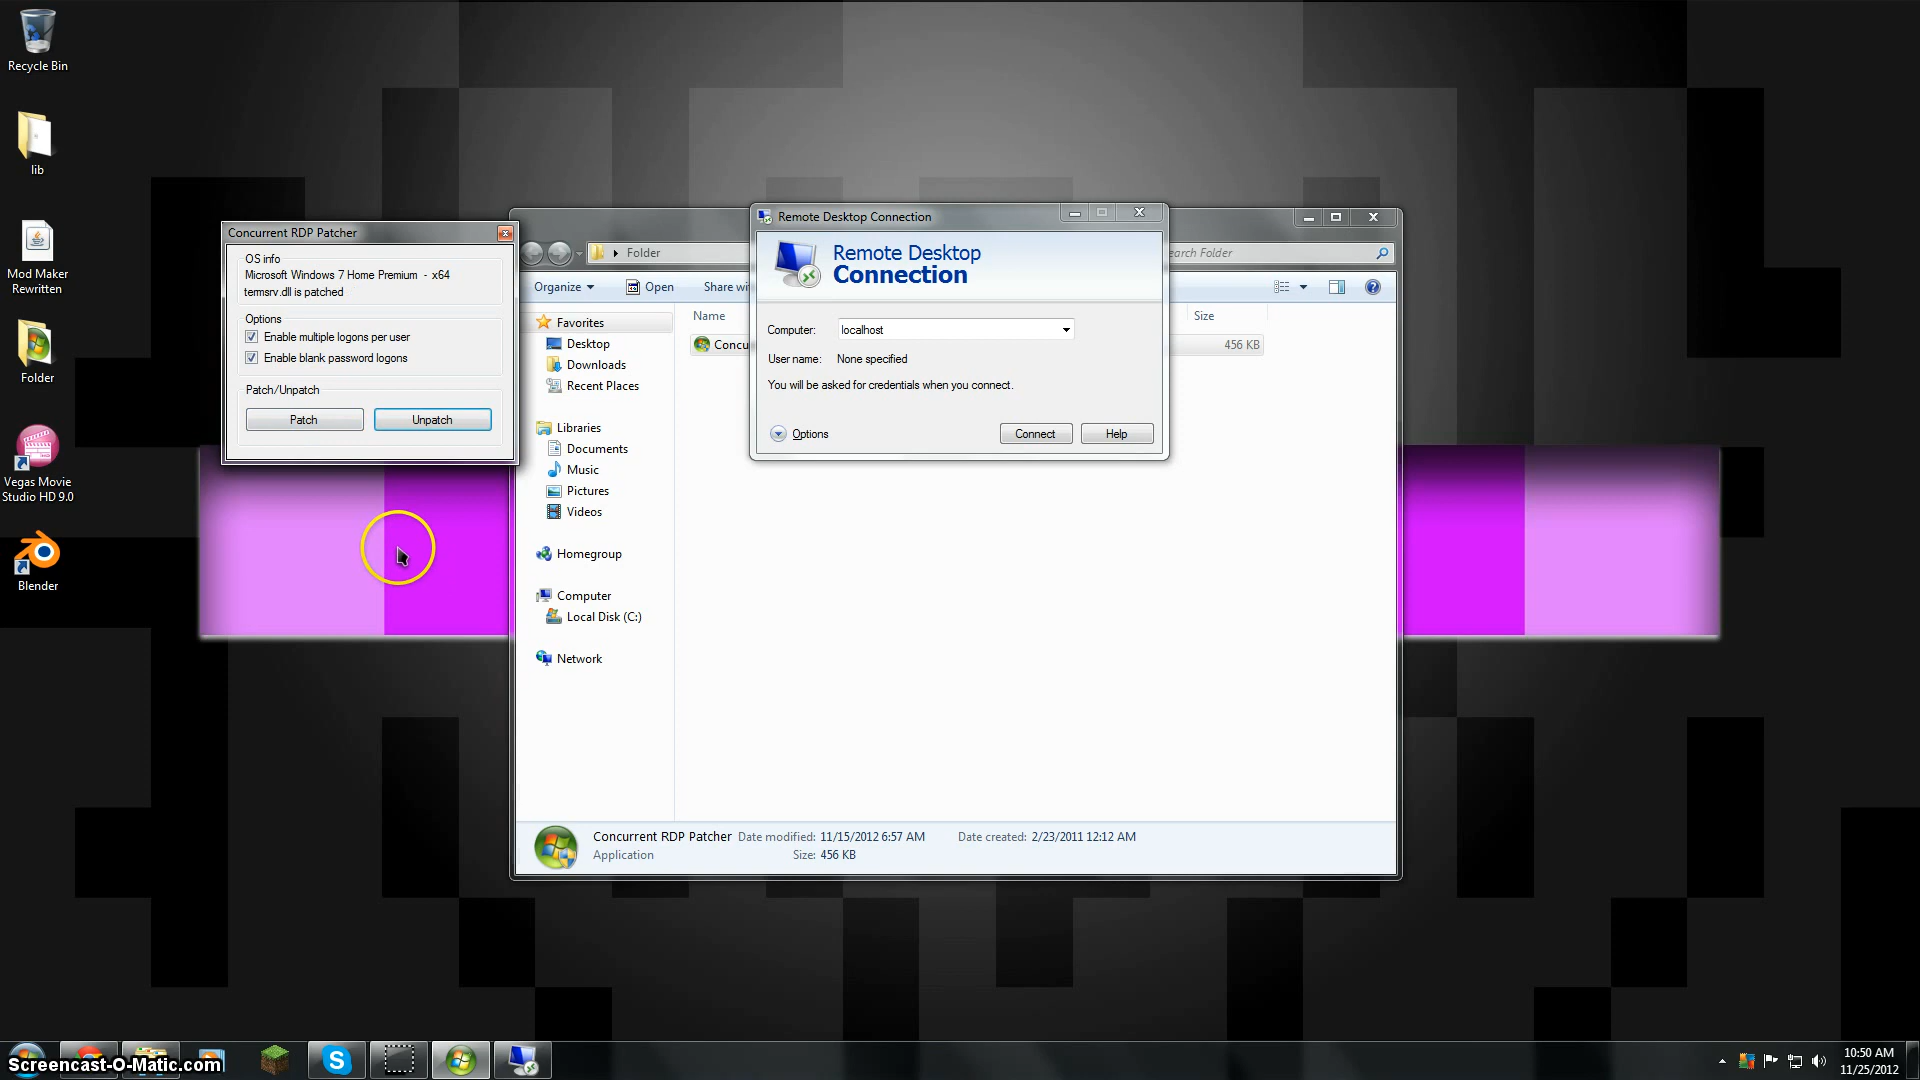 Recycle Bin
lib
Mod Maker
Rewritten
Folder
Vegas Movie
Studio HD 9.0
Blender
Concurrent RDP Patcher
OS info
Microsoft Windows 7 Home Premium - x64
temsrv.dll is patched
Options
Enable multiple logons per user
Enable blank password logons
Patch/Unpatch
Patch
Unpatch
Folder
earch Folder
Organize
Open
Share wi
Favorites
Desktop
Downloads
Recent Places
Libraries
Documents
Music
Pictures
Videos
Homegroup
Computer
Local Disk (C:)
Network
Name
Size
Concu
456 KB
Remote Desktop Connection
Remote Desktop
Connection
Computer:
localhost
User name:
None specified
You will be asked for credentials when you connect.
Options
Connect
Help
Concurrent RDP Patcher
Date modified: 11/15/2012 6:57 AM
Date created: 2/23/2011 12:12 AM
Application
Size: 456 KB
Screencast-O-Matic.com
10:50 AM
11/25/2012